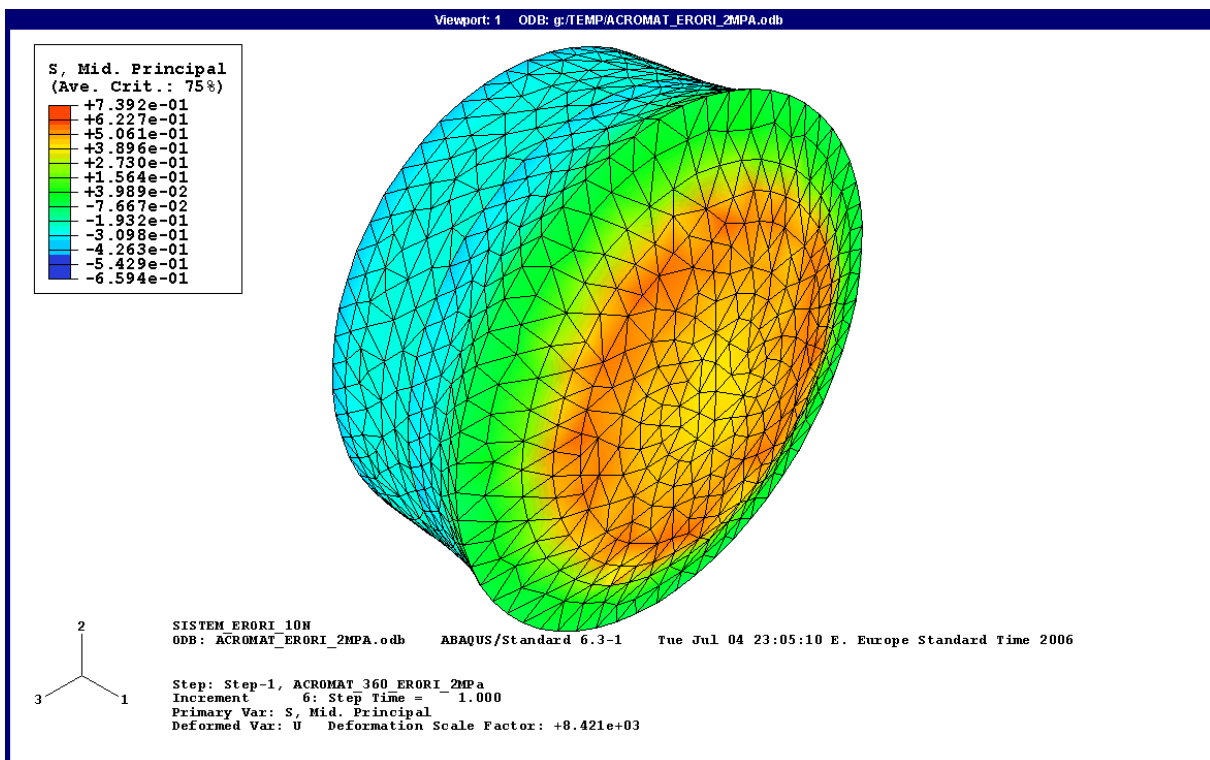 Viewport: 1 ODB: g:/TEMP/ACROMAT_ERORI_2MPA.odb
S, Mid. Principal
(Ave. Crit.: 75%)
+7.392e-01
+6.227e-01
+5.061e-01
+3.896e-01
+2.730e-01
+1.564e-01
+3.989e-02
-7.667e-02
-1.932e-01
-3.098e-01
-4.263e-01
-5.429e-01
-6.594e-01
2
3 1
SISTEM_ERORI_10N
ODB: ACROMAT_ERORI_2MPA.odb ABAQUS/Standard 6.3-1 Tue Jul 04 23:05:10 E. Europe Standard Time 2006
Step: Step-1, ACROMAT_360_ERORI_2MPa
Increment 6: Step Time = 1.000
Primary Var: S, Mid. Principal
Deformed Var: U Deformation Scale Factor: +8.421e+03